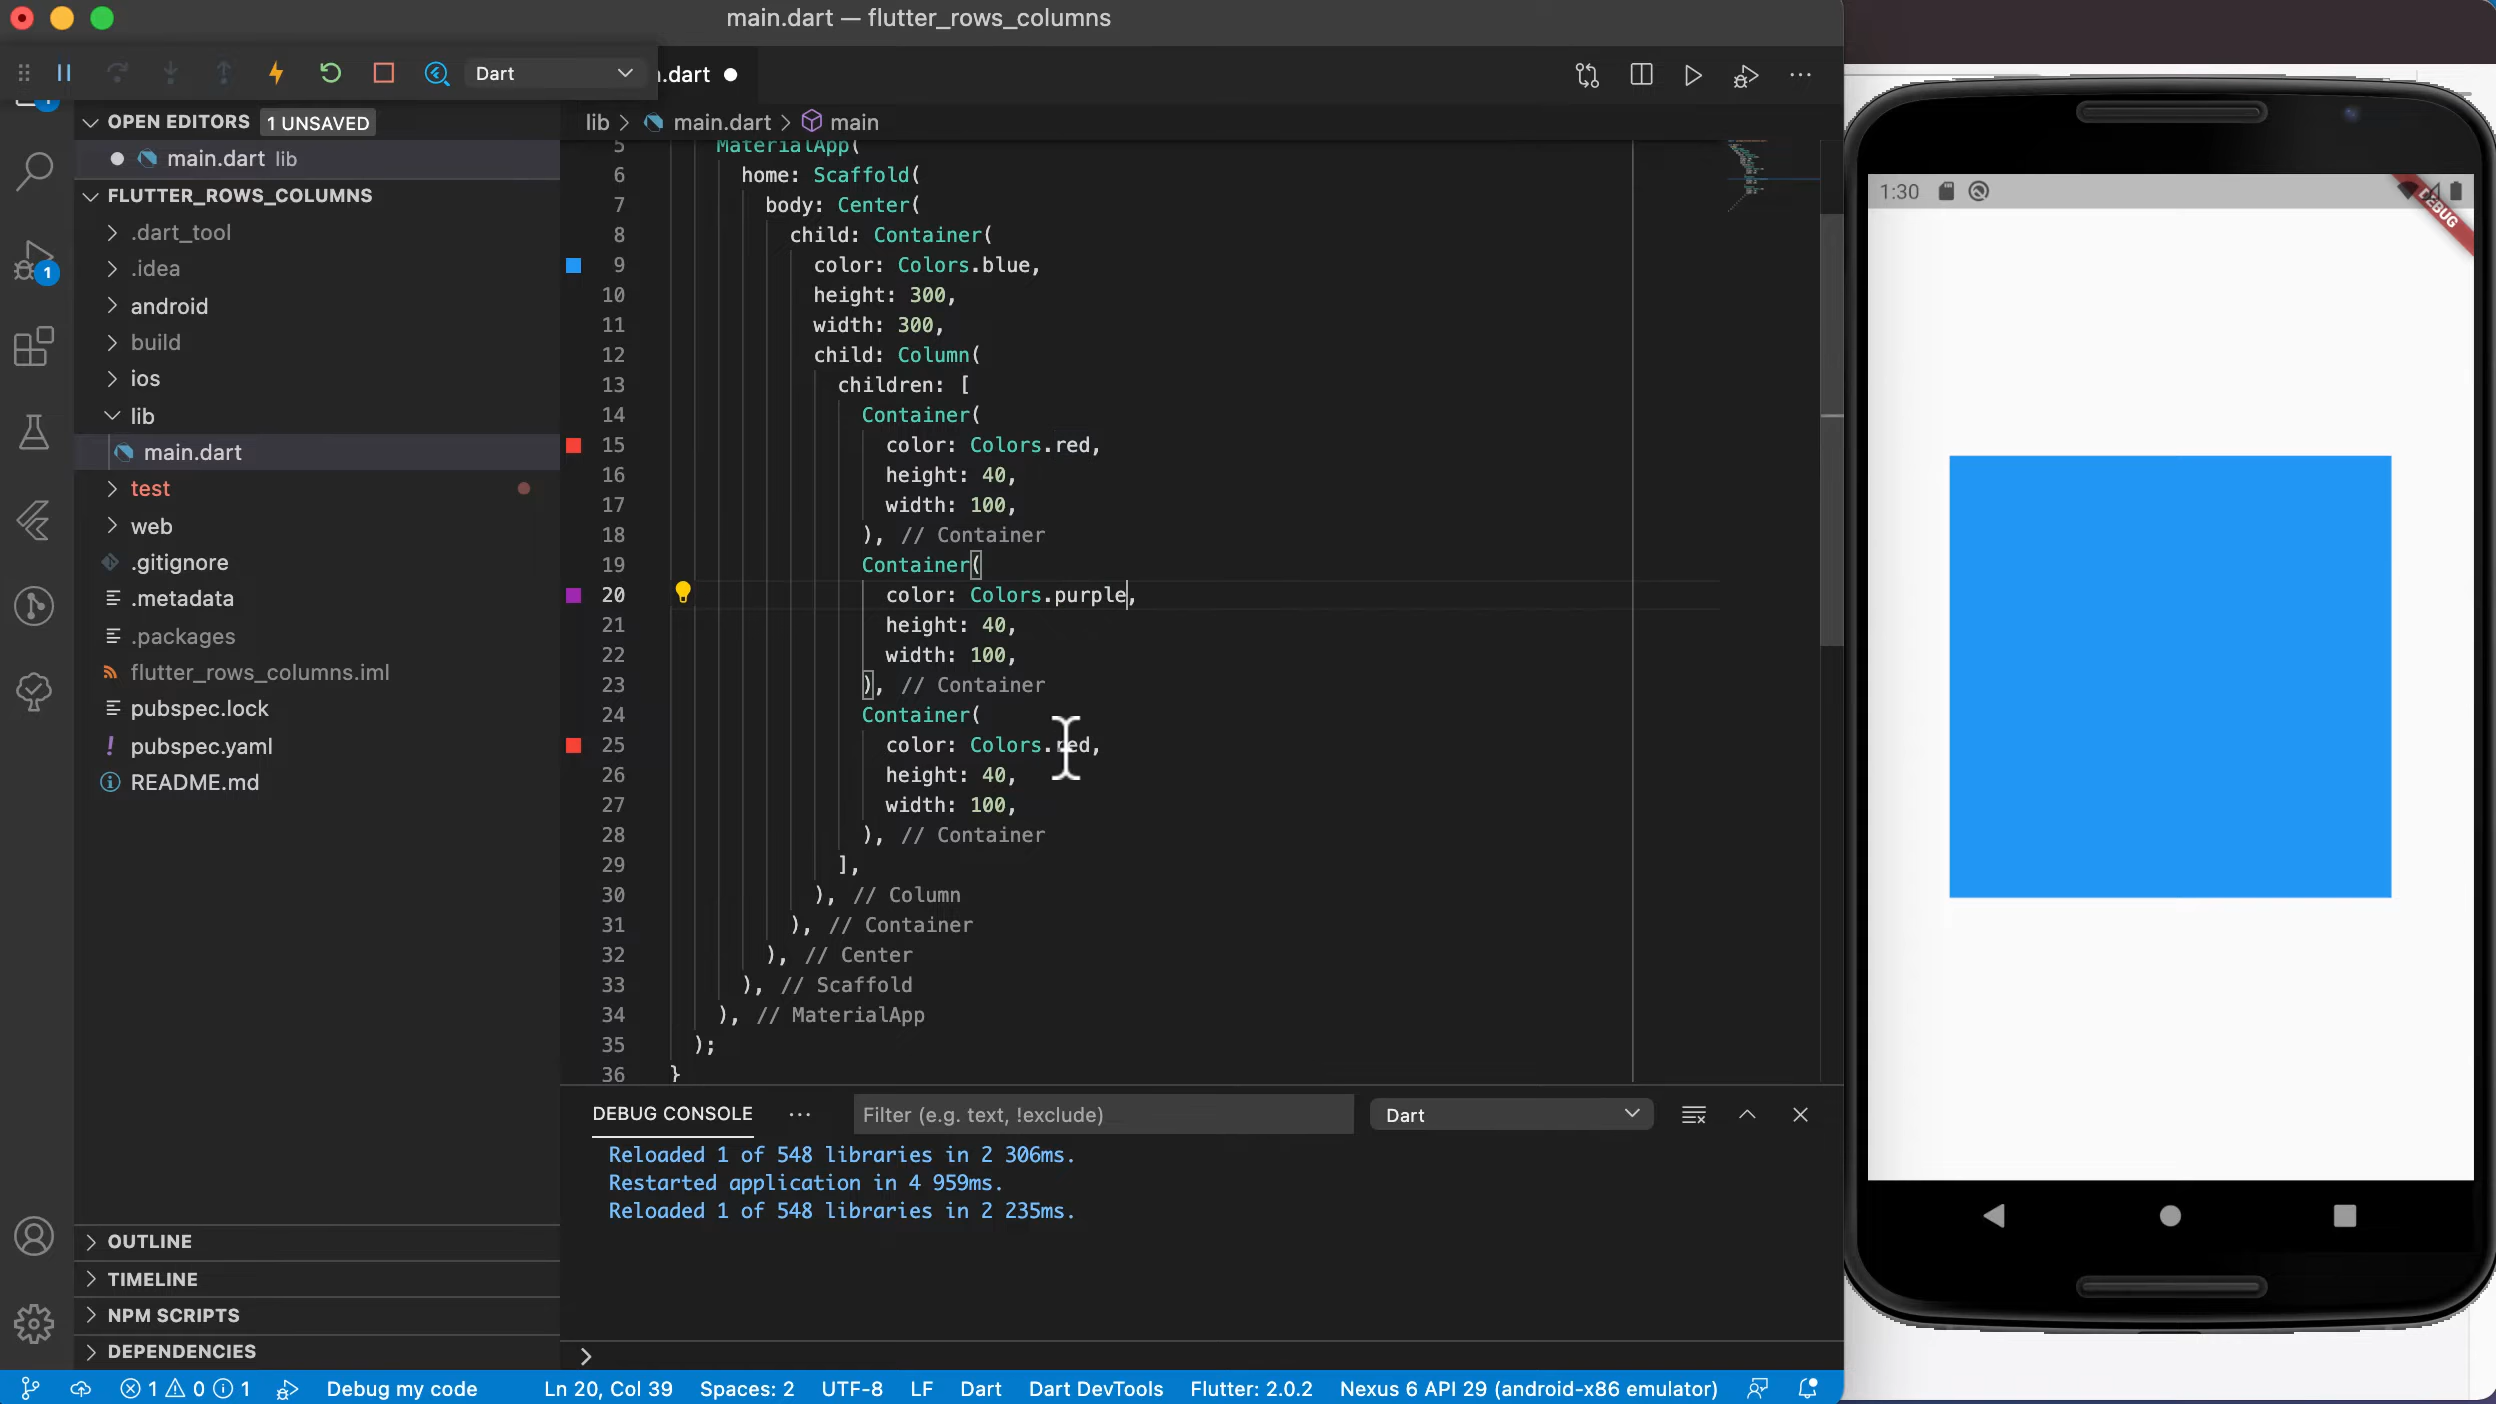 main.dart — flutter_rows_columns
Dart
.dart
OPEN EDITORS 1 UNSAVED
main.dart lib
FLUTTER_ROWS_COLUMNS
.dart_tool
.idea
android
build
ios
lib
main.dart
test
web
.gitignore
.metadata
.packages
flutter_rows_columns.iml
pubspec.lock
pubspec.yaml
README.md
OUTLINE
TIMELINE
NPM SCRIPTS
DEPENDENCIES
1
lib > main.dart > main
5 MaterialApp(
6 home: Scaffold(
7 body: Center(
8 child: Container(
9 color: Colors.blue,
10 height: 300,
11 width: 300,
12 child: Column(
13 children: [
14 Container(
15 color: Colors.red,
16 height: 40,
17 width: 100,
18 ), // Container
19 Container(
20 color: Colors.purple,
21 height: 40,
22 width: 100,
23 ), // Container
24 Container(
25 color: Colors.red,
26 height: 40,
27 width: 100,
28 ), // Container
29 ],
30 ), // Column
31 ), // Container
32 ), // Center
33 ), // Scaffold
34 ), // MaterialApp
35 );
36 }
DEBUG CONSOLE
Filter (e.g. text, !exclude)
Dart
Reloaded 1 of 548 libraries in 2 306ms.
Restarted application in 4 959ms.
Reloaded 1 of 548 libraries in 2 235ms.
1 0 1 Debug my code Ln 20, Col 39 Spaces: 2 UTF-8 LF Dart Dart DevTools Flutter: 2.0.2 Nexus 6 API 29 (android-x86 emulator)
1:30
DEBUG